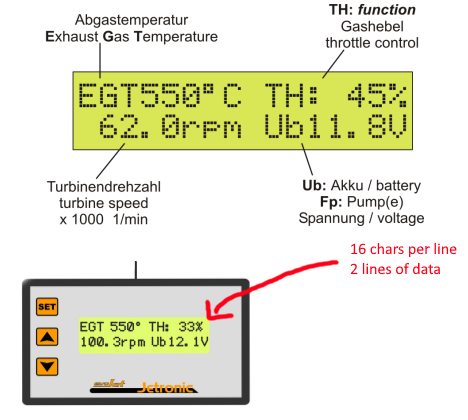 Abgastemperatur
Exhaust Gas Temperature
TH: function
Gashebel
throttle control
EGT550°C TH: 45%
62.0rpm Ub11.8V
Turbinendrehzahl
turbine speed
x 1000 1/min
Ub: Akku / battery
Fp: Pump(e)
Spannung / voltage
16 chars per line
2 lines of data
SET
EGT 550° TH: 33%
100.3rpm Ub12.1V
Jetronic